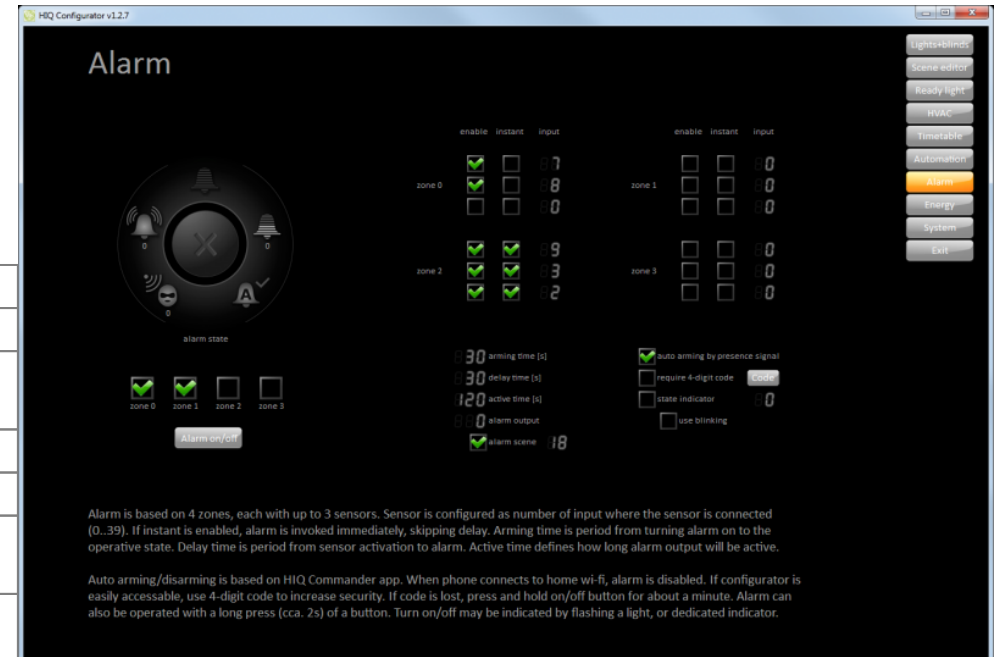 HIQ Configurator v1.2.7
Alarm
Lights+blinds
Scene editor
Ready light
HVAC
Timetable
Automation
Alarm
Energy
System
Exit
enable instant input
enable instant input
zone 0
7
8
0
zone 1
0
0
0
zone 2
9
3
2
zone 3
0
0
0
0
0
0
A
alarm state
zone 0 zone 1 zone 2 zone 3
Alarm on/off
30 arming time [s]
30 delay time [s]
120 active time [s]
0 alarm output
alarm scene 18
auto arming by presence signal
require 4-digit code Code
state indicator 0
use blinking
Alarm is based on 4 zones, each with up to 3 sensors. Sensor is configured as number of input where the sensor is connected
(0..39). If instant is enabled, alarm is invoked immediately, skipping delay. Arming time is period from turning alarm on to the
operative state. Delay time is period from sensor activation to alarm. Active time defines how long alarm output will be active.
Auto arming/disarming is based on HIQ Commander app. When phone connects to home wi-fi, alarm is disabled. If configurator is
easily accessable, use 4-digit code to increase security. If code is lost, press and hold on/off button for about a minute. Alarm can
also be operated with a long press (cca. 2s) of a button. Turn on/off may be indicated by flashing a light, or dedicated indicator.